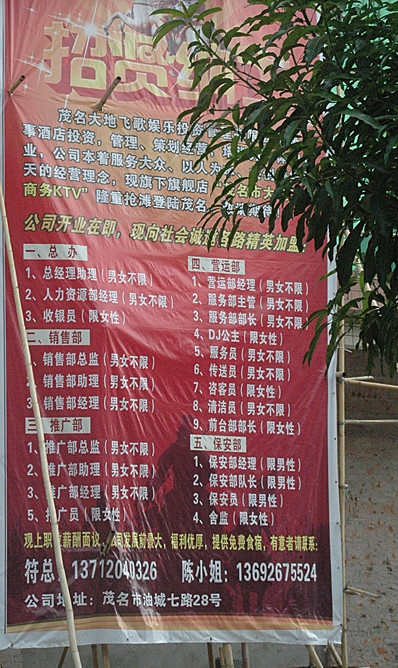 招贤纳
茂名大地飞歌娱乐投资管理
事酒店投资，管理、策划经营，
业，公司本着服务大众、以人为
天的经营理念，现旗下旗舰店“茂名市大
商务KTV”隆重抢滩登陆茂名，
公司开业在即，现向社会诚邀各路精英加盟
一、总 办
1、总经理助理（男女不限）
2、人力资源部经理（男女不限）
3、收银员（限女性）
二、销售部
1、销售部总监（男女不限）
2、销售部助理（男女不限）
3、销售部经理（男女不限）
三、推广部
1、推广部总监（男女不限）
2、推广部助理（男女不限）
3、推广部经理（男女不限）
5、推广员（限女性）
四、营运部
1、营运部经理（男女不限）
2、服务部主管（男女不限）
3、服务部部长（男女不限）
4、DJ公主（限女性）
5、服务员（男女不限）
6、传送员（男女不限）
7、咨客员（限女性）
8、清洁员（男女不限）
9、前台部部长（限女性）
五、保安部
1、保安部经理（限男性）
2、保安部队长（限男性）
3、保安员（限男性）
4、舍监（限女性）
以上职位薪酬面议，公司发展前景大，福利优厚，提供免费食宿，有意者请联系：
符总：13712040326 陈小姐：13692675524
公司地址：茂名市油城七路28号